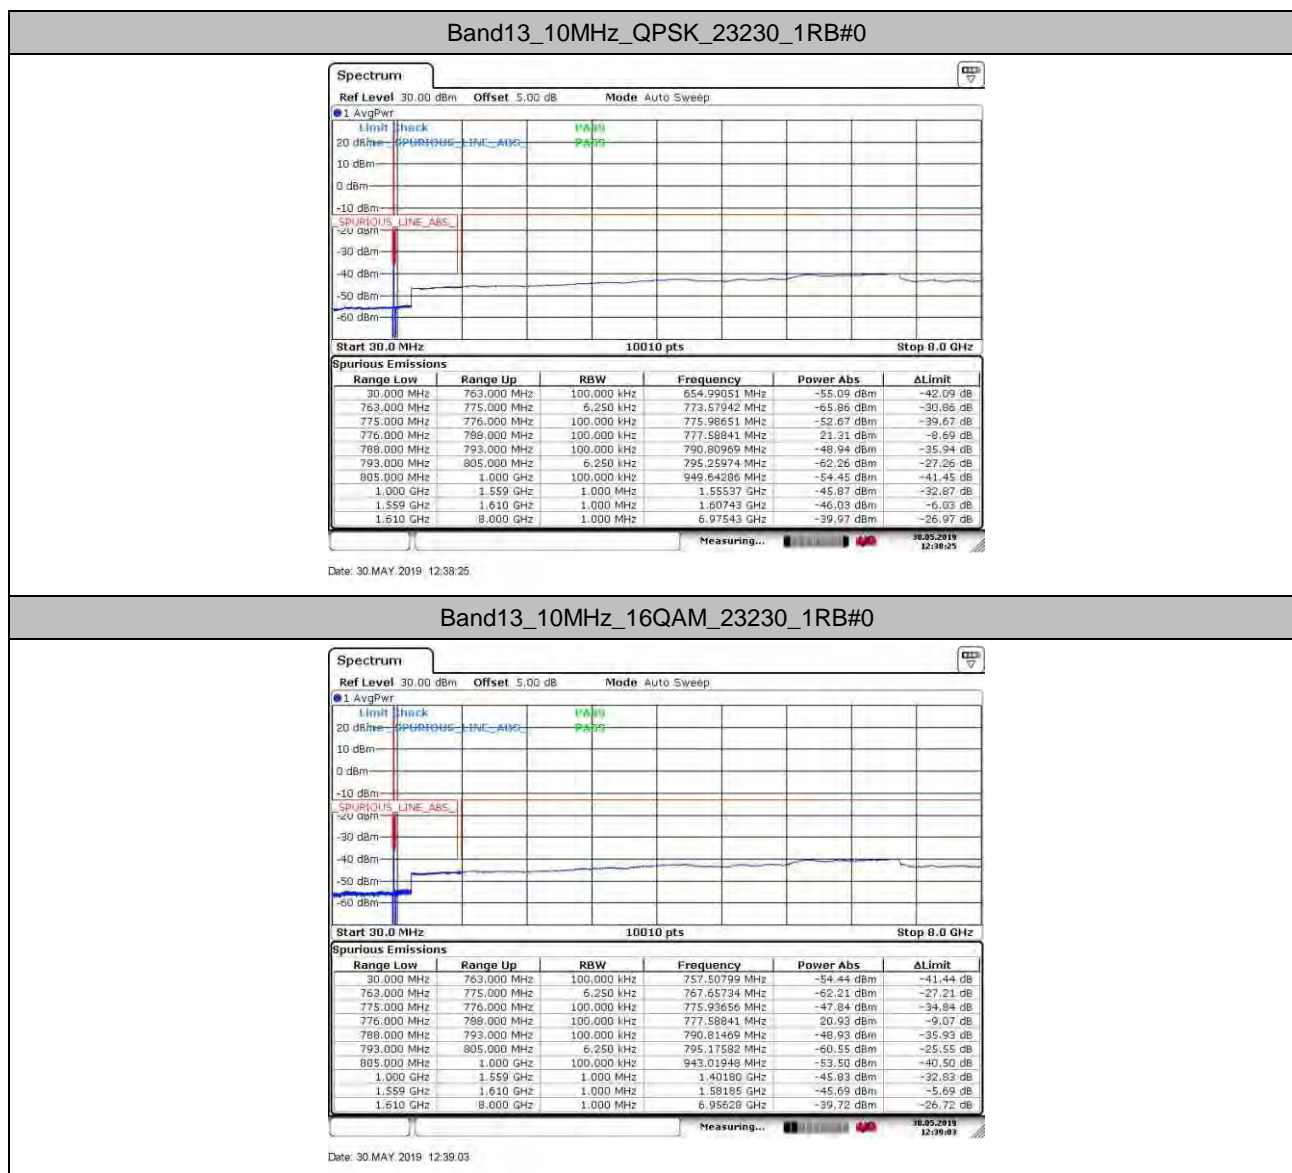 Band13_10MHz_QPSK_23230_1RB#0
Spectrum
Ref Level 30.00 dBm Offset 5.00 dB Mode Auto Sweep
1 AvgPwr
Limit Check PASS
20 dBm _SPURIOUS_LINE_ABS_ PASS
10 dBm
0 dBm
-10 dBm
_SPURIOUS_LINE_ABS_
-20 dBm
-30 dBm
-40 dBm
-50 dBm
-60 dBm
Start 30.0 MHz 10010 pts Stop 8.0 GHz
Spurious Emissions
Range Low Range Up RBW Frequency Power Abs ΔLimit
30.000 MHz 763.000 MHz 100.000 kHz 654.99051 MHz -55.09 dBm -42.09 dB
763.000 MHz 775.000 MHz 6.250 kHz 773.57942 MHz -65.86 dBm -30.86 dB
775.000 MHz 776.000 MHz 100.000 kHz 775.98651 MHz -52.67 dBm -39.67 dB
776.000 MHz 788.000 MHz 100.000 kHz 777.58841 MHz 21.31 dBm -8.69 dB
788.000 MHz 793.000 MHz 100.000 kHz 790.80969 MHz -48.94 dBm -35.94 dB
793.000 MHz 805.000 MHz 6.250 kHz 795.25974 MHz -62.26 dBm -27.26 dB
805.000 MHz 1.000 GHz 100.000 kHz 949.64286 MHz -54.45 dBm -41.45 dB
1.000 GHz 1.559 GHz 1.000 MHz 1.55537 GHz -45.87 dBm -32.87 dB
1.559 GHz 1.610 GHz 1.000 MHz 1.60743 GHz -46.03 dBm -6.03 dB
1.610 GHz 8.000 GHz 1.000 MHz 6.97543 GHz -39.97 dBm -26.97 dB
Measuring... 30.05.2019
12:38:25
Date: 30.MAY.2019 12:38:25
Band13_10MHz_16QAM_23230_1RB#0
Spectrum
Ref Level 30.00 dBm Offset 5.00 dB Mode Auto Sweep
1 AvgPwr
Limit Check PASS
20 dBm _SPURIOUS_LINE_ABS_ PASS
10 dBm
0 dBm
-10 dBm
_SPURIOUS_LINE_ABS_
-20 dBm
-30 dBm
-40 dBm
-50 dBm
-60 dBm
Start 30.0 MHz 10010 pts Stop 8.0 GHz
Spurious Emissions
Range Low Range Up RBW Frequency Power Abs ΔLimit
30.000 MHz 763.000 MHz 100.000 kHz 757.50799 MHz -54.44 dBm -41.44 dB
763.000 MHz 775.000 MHz 6.250 kHz 767.65734 MHz -62.21 dBm -27.21 dB
775.000 MHz 776.000 MHz 100.000 kHz 775.93656 MHz -47.84 dBm -34.84 dB
776.000 MHz 788.000 MHz 100.000 kHz 777.58841 MHz 20.93 dBm -9.07 dB
788.000 MHz 793.000 MHz 100.000 kHz 790.81469 MHz -48.93 dBm -35.93 dB
793.000 MHz 805.000 MHz 6.250 kHz 795.17582 MHz -60.55 dBm -25.55 dB
805.000 MHz 1.000 GHz 100.000 kHz 943.01948 MHz -53.50 dBm -40.50 dB
1.000 GHz 1.559 GHz 1.000 MHz 1.40180 GHz -45.83 dBm -32.83 dB
1.559 GHz 1.610 GHz 1.000 MHz 1.58185 GHz -45.69 dBm -5.69 dB
1.610 GHz 8.000 GHz 1.000 MHz 6.95628 GHz -39.72 dBm -26.72 dB
Measuring... 30.05.2019
12:39:03
Date: 30.MAY.2019 12:39:03